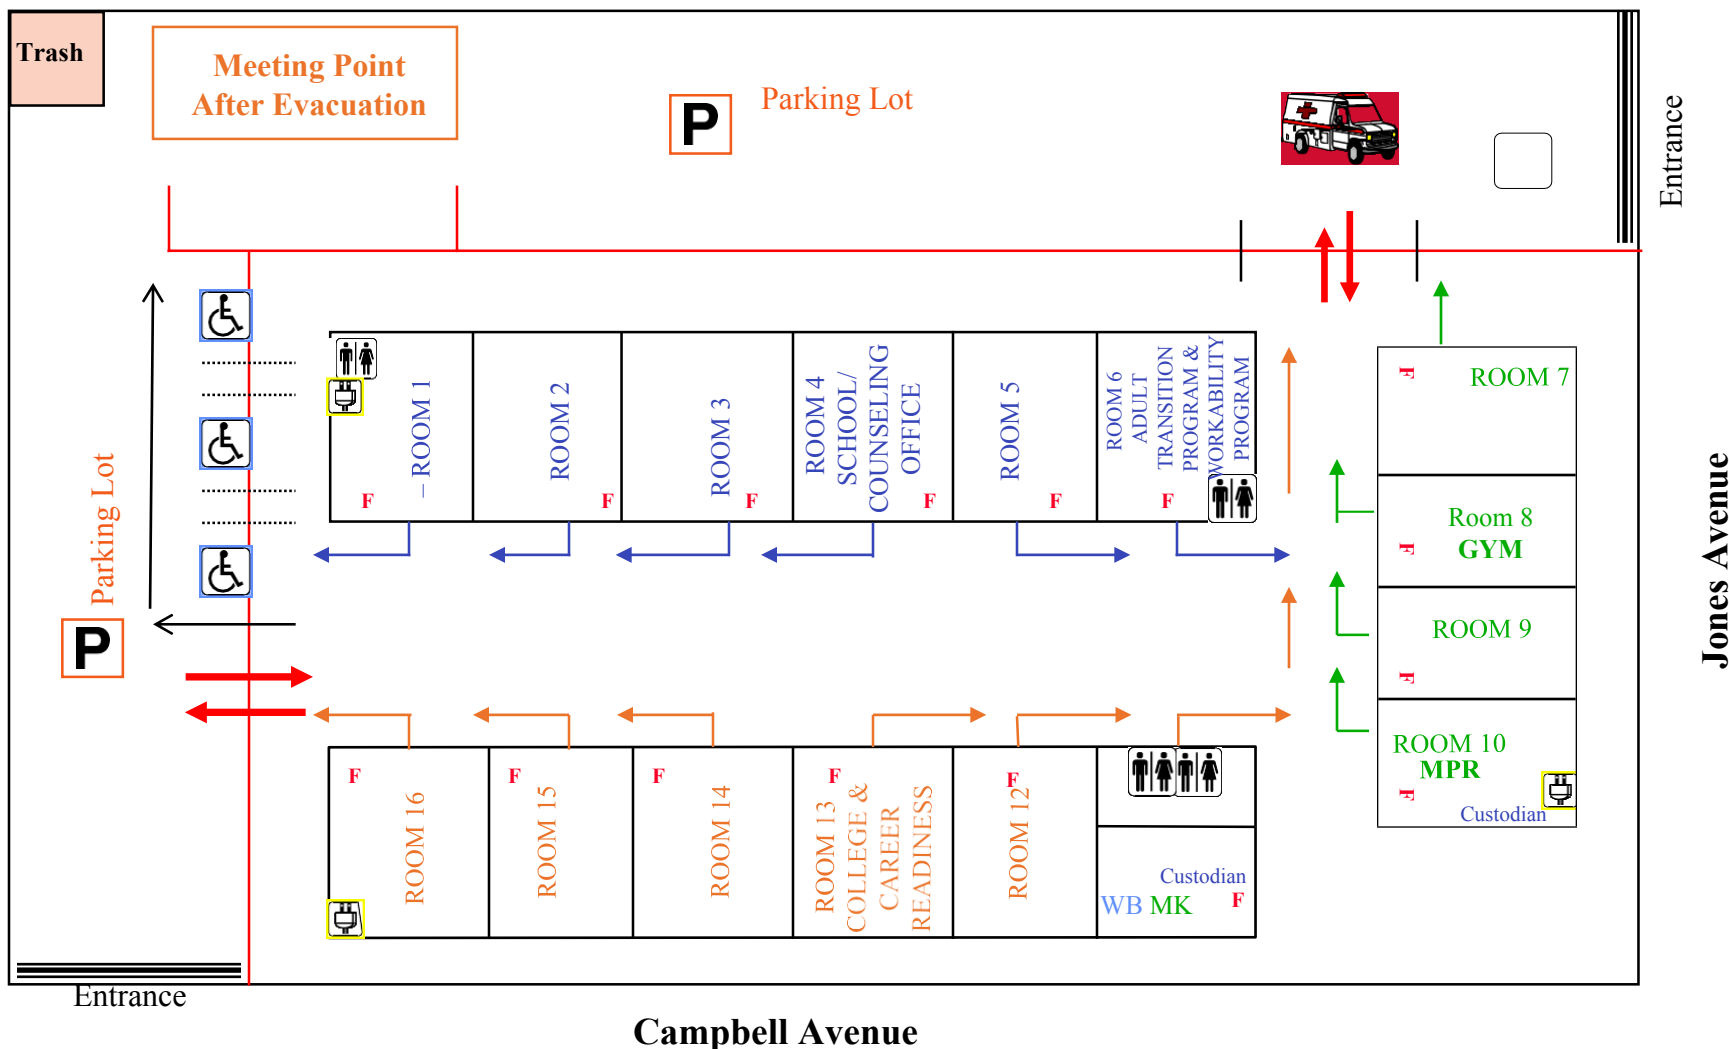 Trash
Meeting Point
After Evacuation
P
Parking Lot
Entrance
– ROOM 1
F
ROOM 2
F
ROOM 3
F
ROOM 4
SCHOOL/
COUNSELING
OFFICE
F
ROOM 5
F
ROOM 6
ADULT
TRANSITION
PROGRAM &
WORKABILITY
PROGRAM
F
F
ROOM 7
Room 8
GYM
F
ROOM 9
F
ROOM 10
MPR
F
Custodian
Jones Avenue
Parking Lot
P
F
ROOM 16
F
ROOM 15
F
ROOM 14
F
ROOM 13
COLLEGE &
CAREER
READINESS
F
ROOM 12
Custodian
WB MK
F
Entrance
Campbell Avenue